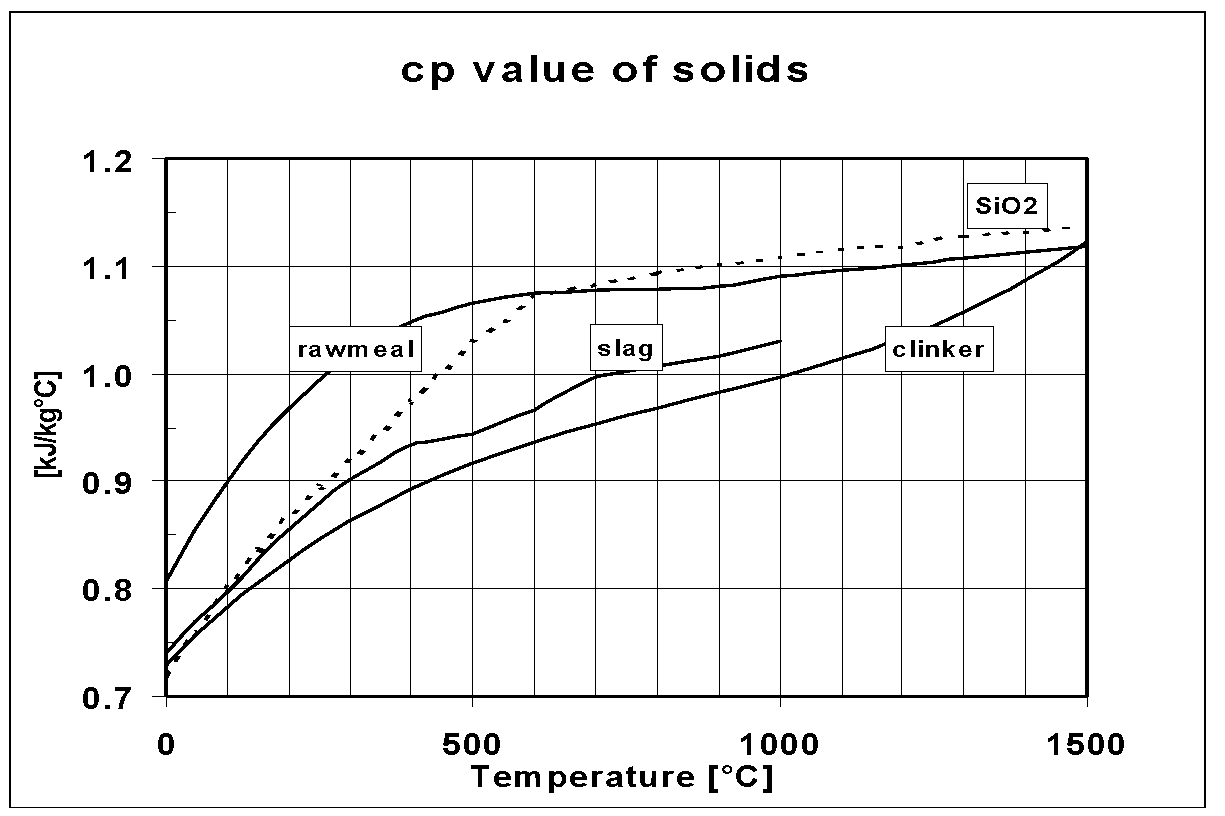 cp value of solids
1.2
SiO2
1.1
rawmeal
slag
clinker
1.0
[kJ/kg°C]
0.9
0.8
0.7
0
500
1000
1500
Temperature [°C]